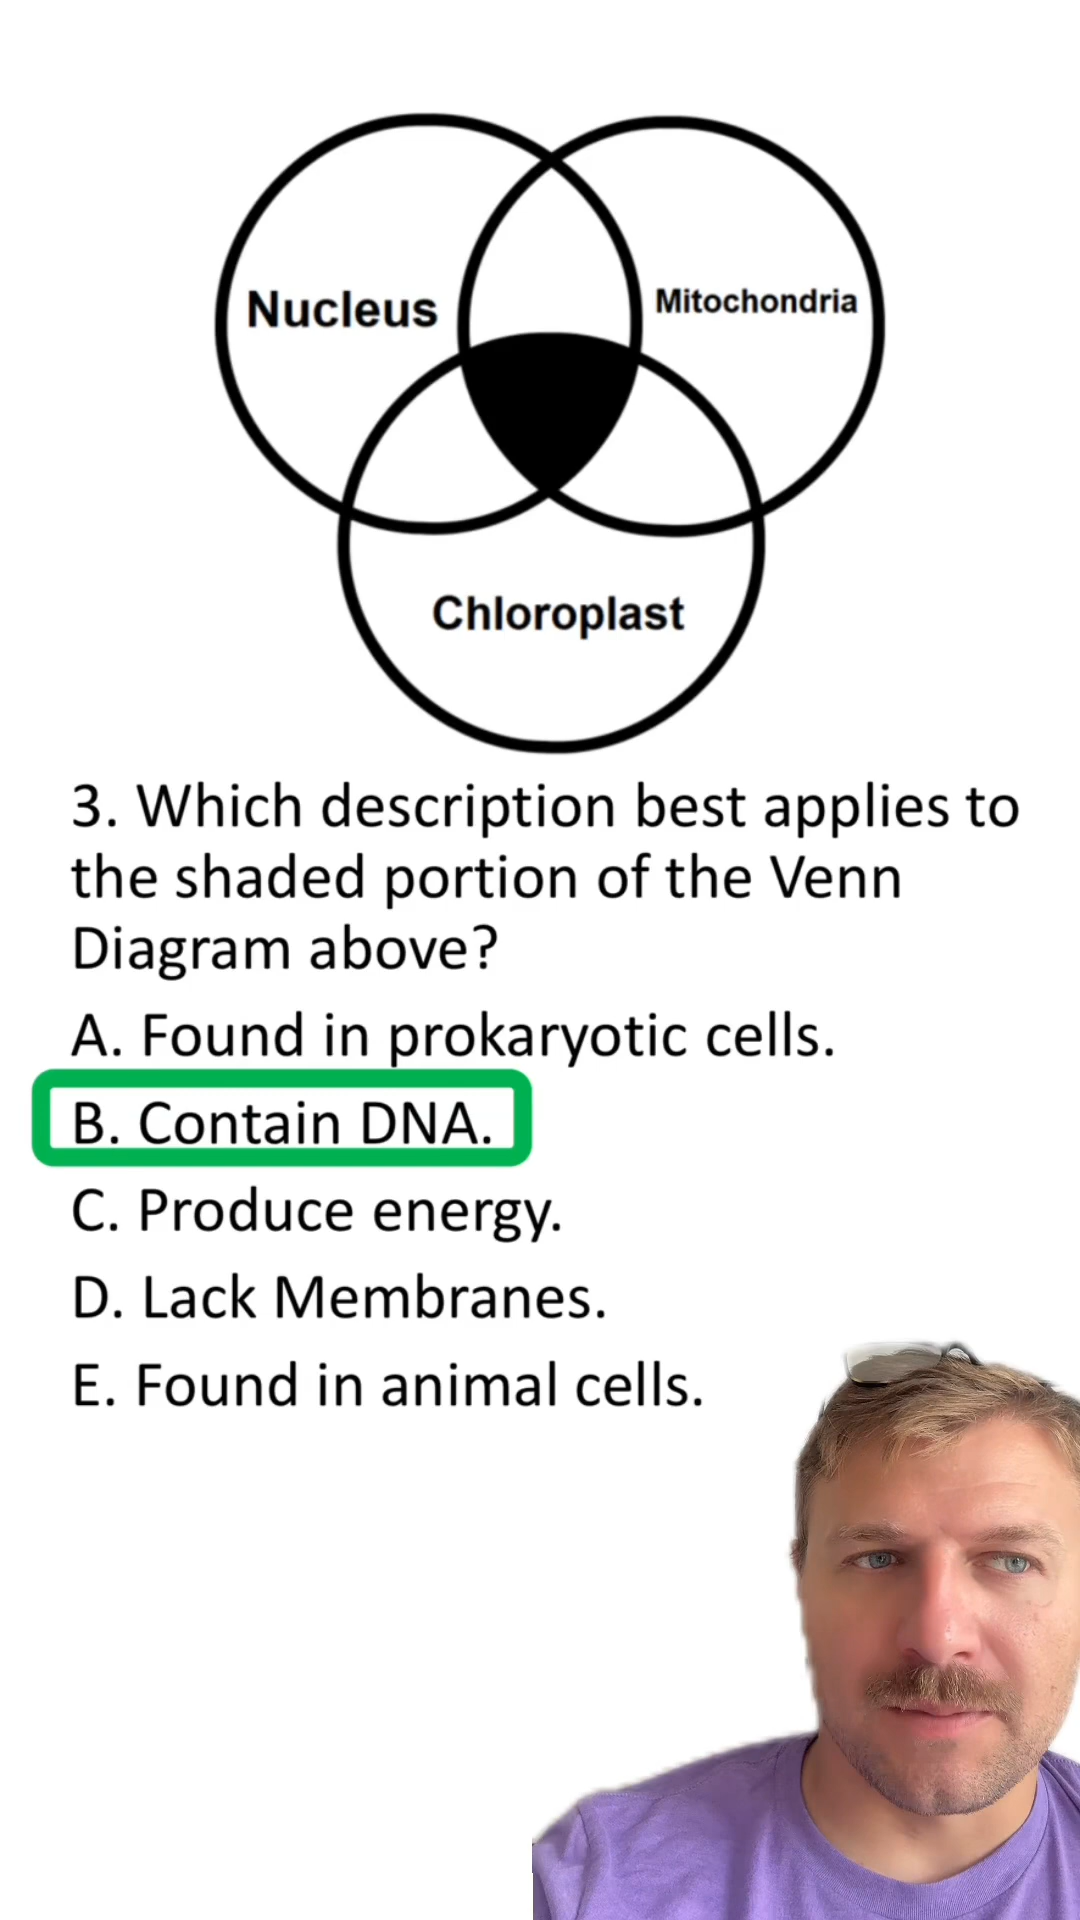 Nucleus
Mitochondria
Chloroplast
3. Which description best applies to
the shaded portion of the Venn
Diagram above?
A. Found in prokaryotic cells.
B. Contain DNA.
C. Produce energy.
D. Lack Membranes.
E. Found in animal cells.